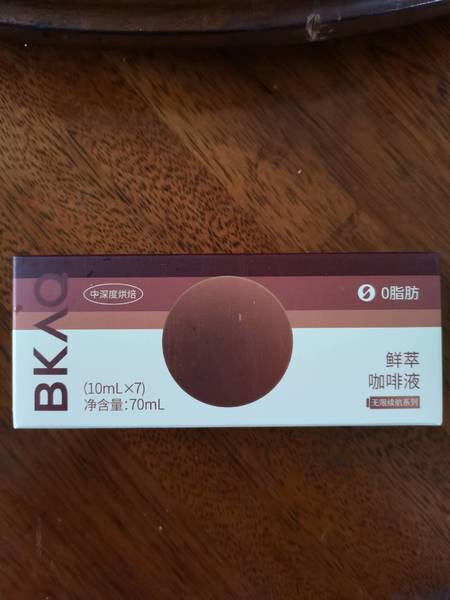 BKAQ
中深度烘焙
(10mL×7)
净含量:70mL
0脂肪
鲜萃
咖啡液
无限续航系列